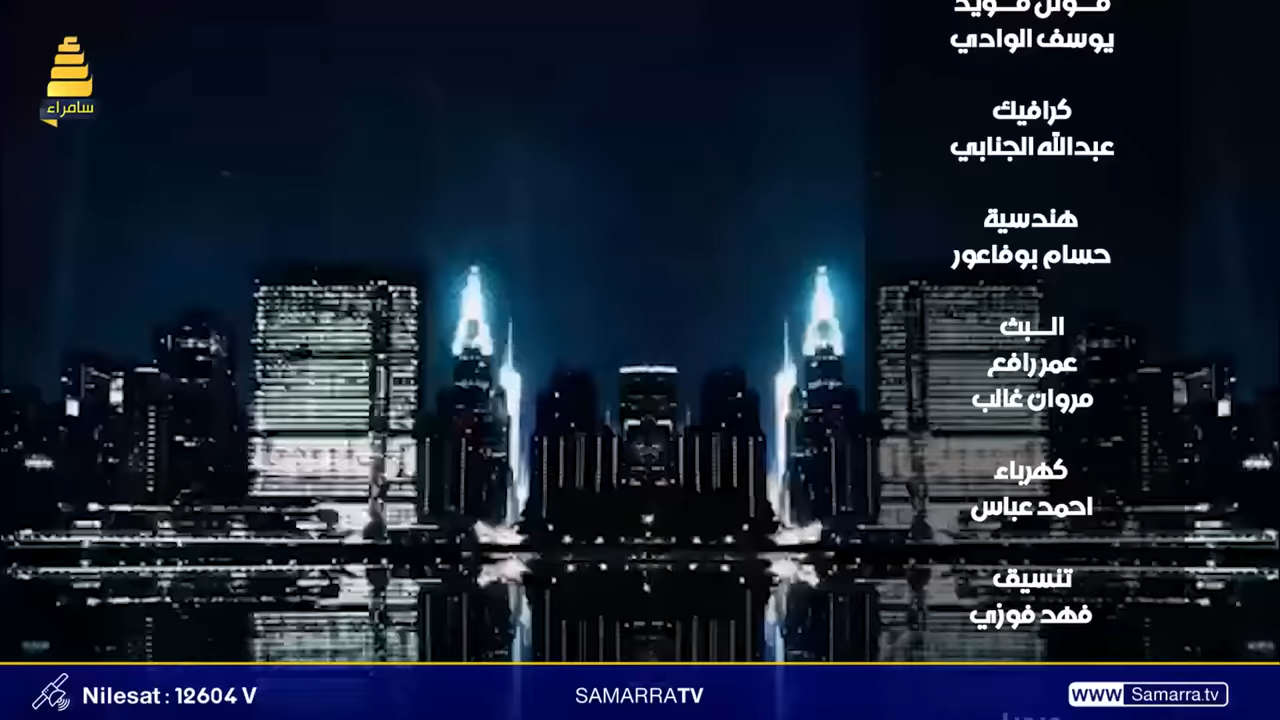 يوسف الوادي
كرافيك
عبدالله الجنابي
هندسية
حسام بوفاعور
البث
عمر رافع
مروان غالب
كهرباء
احمد عباس
تنسيق
فهد فوزي
سامراء
Nilesat : 12604 V
SAMARRATV
www Samarra.tv